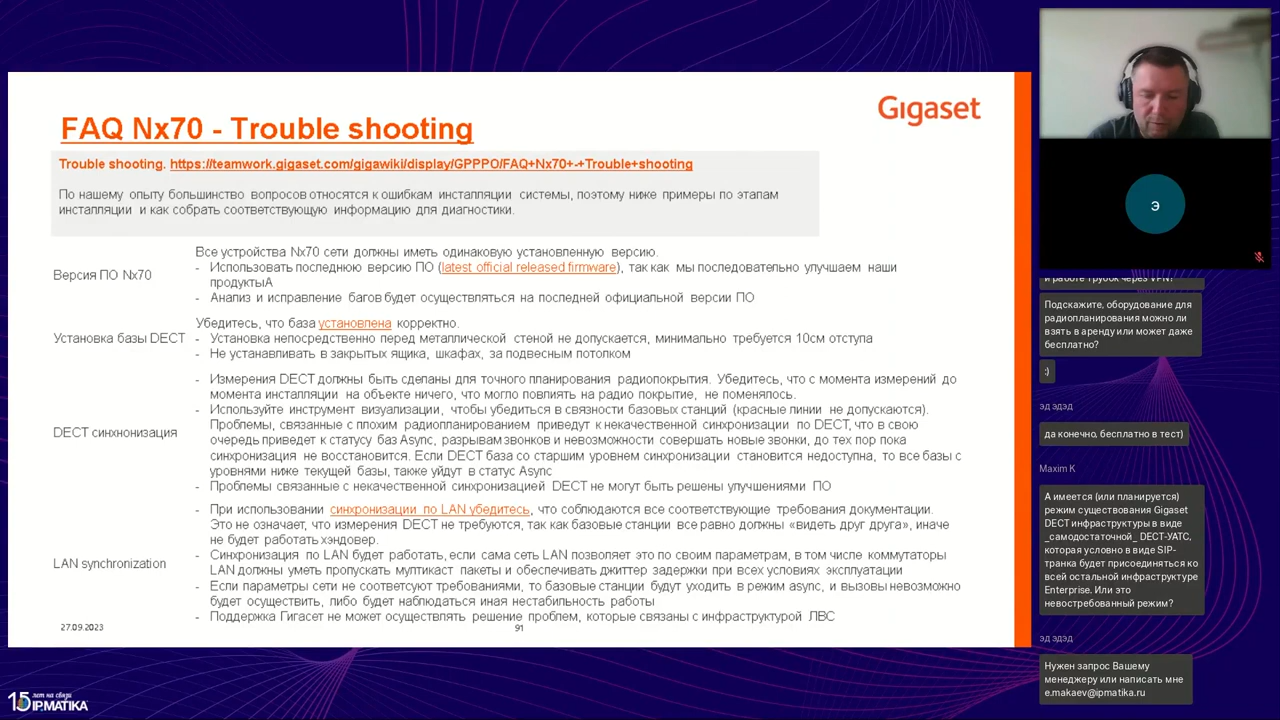 Gigaset
FAQ Nx70 - Trouble shooting
Trouble shooting. https://teamwork.gigaset.com/gigawiki/display/GPPPO/FAQ+Nx70+-+Trouble+shooting
По нашему опыту большинство вопросов относятся к ошибкам инсталляции системы, поэтому ниже примеры по этапам
инсталляции и как собрать соответствующую информацию для диагностики.
Версия ПО Nx70
Все устройства Nx70 сети должны иметь одинаковую установленную версию.
- Использовать последнюю версию ПО (latest official released firmware), так как мы последовательно улучшаем наши
продуктыА
- Анализ и исправление багов будет осуществляться на последней официальной версии ПО
Установка базы DECT
Убедитесь, что база установлена корректно.
- Установка непосредственно перед металлической стеной не допускается, минимально требуется 10см отступа
- Не устанавливать в закрытых ящика, шкафах, за подвесным потолком
DECT синхнонизация
- Измерения DECT должны быть сделаны для точного планирования радиопокрытия. Убедитесь, что с момента измерений до
момента инсталляции на объекте ничего, что могло повлиять на радио покрытие, не поменялось.
- Используйте инструмент визуализации, чтобы убедиться в связности базовых станций (красные линии не допускаются).
Проблемы, связанные с плохим радиопланированием приведут к некачественной синхронизации по DECT, что в свою
очередь приведет к статусу баз Async, разрывам звонков и невозможности совершать новые звонки, до тех пор пока
синхронизация не восстановится. Если DECT база со старшим уровнем синхронизации становится недоступна, то все базы с
уровнями ниже текущей базы, также уйдут в статус Async
- Проблемы связанные с некачественной синхронизацией DECT не могут быть решены улучшениями ПО
LAN synchronization
- При использовании синхронизации по LAN убедитесь, что соблюдаются все соответствующие требования документации.
Это не означает, что измерения DECT не требуются, так как базовые станции все равно должны «видеть друг друга», иначе
не будет работать хэндовер.
- Синхронизация по LAN будет работать, если сама сеть LAN позволяет это по своим параметрам, в том числе коммутаторы
LAN должны уметь пропускать мултикаст пакеты и обеспечивать джиттер задержки при всех условиях эксплуатации
- Если параметры сети не соответсуют требованиями, то базовые станции будут уходить в режим async, и вызовы невозможно
будет осуществить, либо будет наблюдаться иная нестабильность работы
- Поддержка Гигасет не может осуществлять решение проблем, которые связаны с инфраструктурой ЛВС
27.09.2023
91
15 лет на связи
IPMATIKA
Э
и работе трубок через VPN?
Подскажите, оборудование для
радиопланирования можно ли
взять в аренду или может даже
бесплатно?
:)
эд эдэд
да конечно, бесплатно в тест)
Maxim K
А имеется (или планируется)
режим существования Gigaset
DECT инфраструктуры в виде
_самодостаточной_ DECT-УАТС,
которая условно в виде SIP-
транка будет присоединяться ко
всей остальной инфраструктуре
Enterprise. Или это
невостребованный режим?
эд эдэд
Нужен запрос Вашему
менеджеру или написать мне
e.makaev@ipmatika.ru